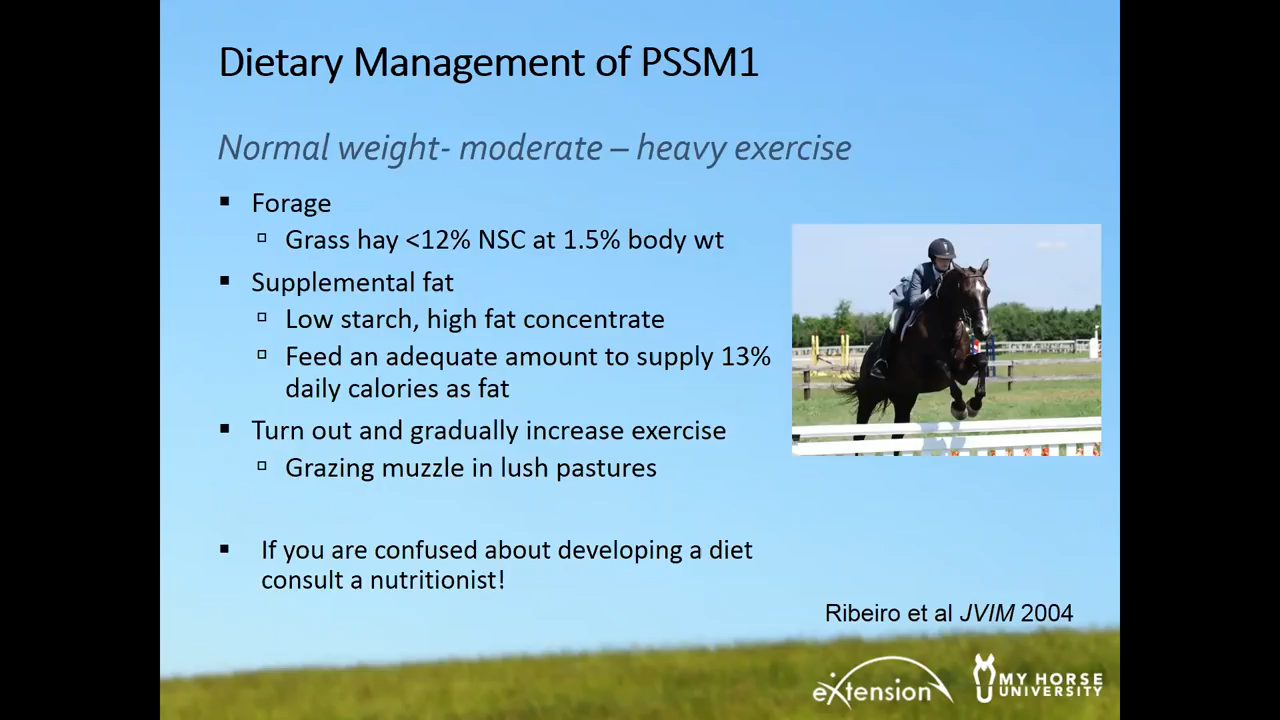 Dietary Management of PSSM1
Normal weight- moderate – heavy exercise
▪ Forage
▫ Grass hay <12% NSC at 1.5% body wt
▪ Supplemental fat
▫ Low starch, high fat concentrate
▫ Feed an adequate amount to supply 13%
daily calories as fat
▪ Turn out and gradually increase exercise
▫ Grazing muzzle in lush pastures
▪ If you are confused about developing a diet
consult a nutritionist!
Ribeiro et al JVIM 2004
eXtension
MY HORSE
UNIVERSITY